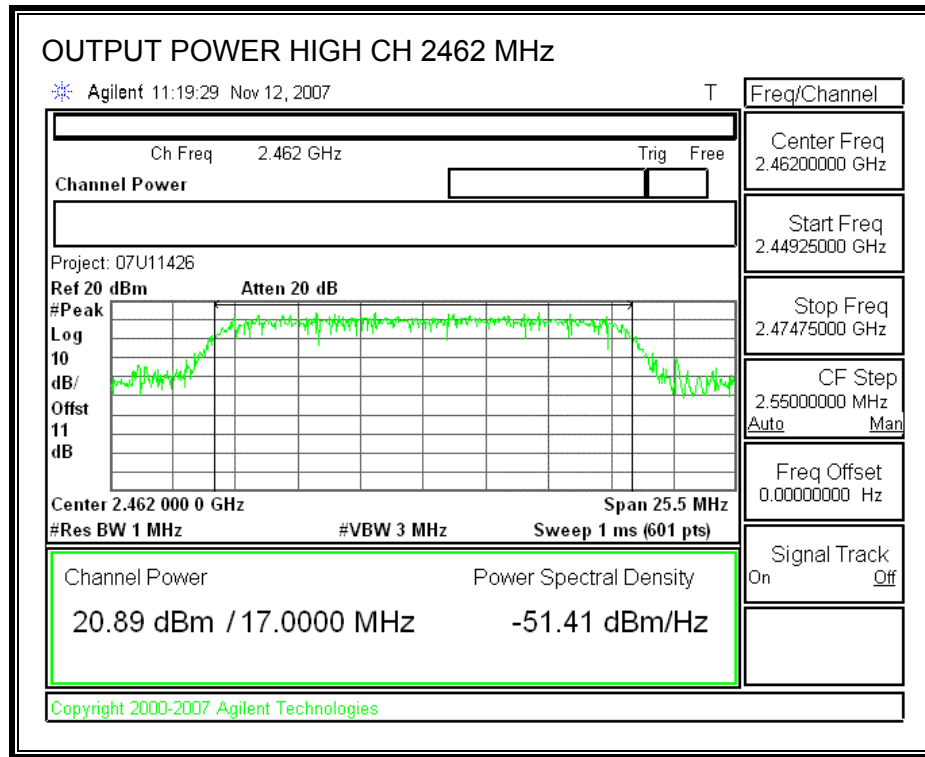 OUTPUT POWER HIGH CH 2462 MHz
Agilent 11:19:29 Nov 12, 2007 T
Freq/Channel
Ch Freq 2.462 GHz Trig Free
Channel Power
Project: 07U11426
Ref 20 dBm Atten 20 dB
#Peak
Log
10
dB/
Offst
11
dB
Center 2.462 000 0 GHz Span 25.5 MHz
#Res BW 1 MHz #VBW 3 MHz Sweep 1 ms (601 pts)
Channel Power Power Spectral Density
20.89 dBm / 17.0000 MHz -51.41 dBm/Hz
Copyright 2000-2007 Agilent Technologies
Center Freq
2.46200000 GHz
Start Freq
2.44925000 GHz
Stop Freq
2.47475000 GHz
CF Step
2.55000000 MHz
Auto Man
Freq Offset
0.00000000 Hz
Signal Track
On Off